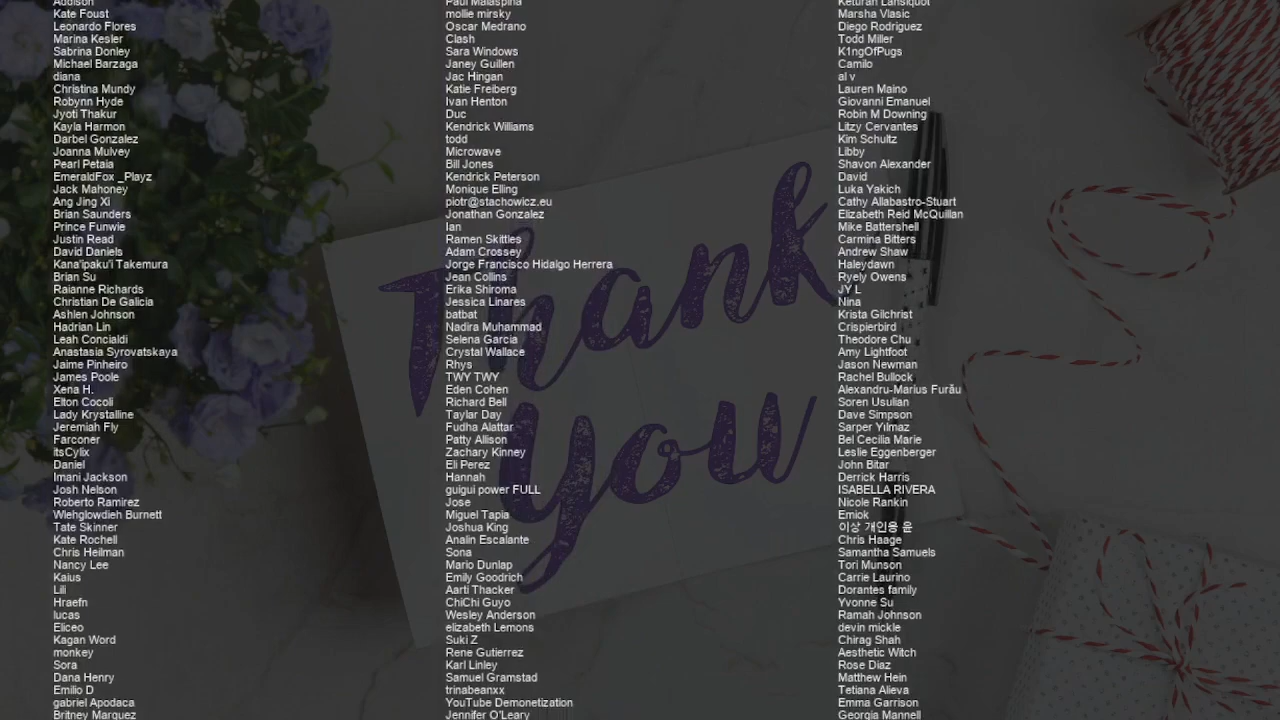 Addison
Kate Foust
Leonardo Flores
Marina Kesler
Sabrina Donley
Michael Barzaga
diana
Christina Mundy
Robynn Hyde
Jyoti Thakur
Kayla Harmon
Darbel Gonzalez
Joanna Mulvey
Pearl Petaia
EmeraldFox _Playz
Jack Mahoney
Ang Jing Xi
Brian Saunders
Prince Funwie
Justin Read
David Daniels
Kana'ipaku'i Takemura
Brian Su
Raianne Richards
Christian De Galicia
Ashlen Johnson
Hadrian Lin
Leah Concialdi
Anastasia Syrovatskaya
Jaime Pinheiro
James Poole
Xena H.
Elton Cocoli
Lady Krystalline
Jeremiah Fly
Farconer
itsCylix
Daniel
Imani Jackson
Josh Nelson
Roberto Ramirez
Wiehglowdieh Burnett
Tate Skinner
Kate Rochell
Chris Heilman
Nancy Lee
Kaius
Lili
Hraefn
lucas
Eliceo
Kagan Word
monkey
Sora
Dana Henry
Emilio D
gabriel Apodaca
Britney Marquez
Paul Malaspina
mollie mirsky
Oscar Medrano
Clash
Sara Windows
Janey Guillen
Jac Hingan
Katie Freiberg
Ivan Henton
Duc
Kendrick Williams
todd
Microwave
Bill Jones
Kendrick Peterson
Monique Elling
piotr@stachowicz.eu
Jonathan Gonzalez
Ian
Ramen Skittles
Adam Crossey
Jorge Francisco Hidalgo Herrera
Jean Collins
Erika Shiroma
Jessica Linares
batbat
Nadira Muhammad
Selena Garcia
Crystal Wallace
Rhys
TWY TWY
Eden Cohen
Richard Bell
Taylar Day
Fudha Alattar
Patty Allison
Zachary Kinney
Eli Perez
Hannah
guigui power FULL
Jose
Miguel Tapia
Joshua King
Analin Escalante
Sona
Mario Dunlap
Emily Goodrich
Aarti Thacker
ChiChi Guyo
Wesley Anderson
elizabeth Lemons
Suki Z
Rene Gutierrez
Karl Linley
Samuel Gramstad
trinabeanxx
YouTube Demonetization
Jennifer O'Leary
Keturah Lansiquot
Marsha Vlasic
Diego Rodriguez
Todd Miller
K1ngOfPugs
Camilo
al v
Lauren Maino
Giovanni Emanuel
Robin M Downing
Litzy Cervantes
Kim Schultz
Libby
Shavon Alexander
David
Luka Yakich
Cathy Allabastro-Stuart
Elizabeth Reid McQuillan
Mike Battershell
Carmina Bitters
Andrew Shaw
Haleydawn
Ryely Owens
JY L
Nina
Krista Gilchrist
Crispierbird
Theodore Chu
Amy Lightfoot
Jason Newman
Rachel Bullock
Alexandru-Marius Furău
Soren Usulian
Dave Simpson
Sarper Yılmaz
Bel Cecilia Marie
Leslie Eggenberger
John Bitar
Derrick Harris
ISABELLA RIVERA
Nicole Rankin
Emiok
이상 개인용 윤
Chris Haage
Samantha Samuels
Tori Munson
Carrie Laurino
Dorantes family
Yvonne Su
Ramah Johnson
devin mickle
Chirag Shah
Aesthetic Witch
Rose Diaz
Matthew Hein
Tetiana Alieva
Emma Garrison
Georgia Mannell
Thank
you